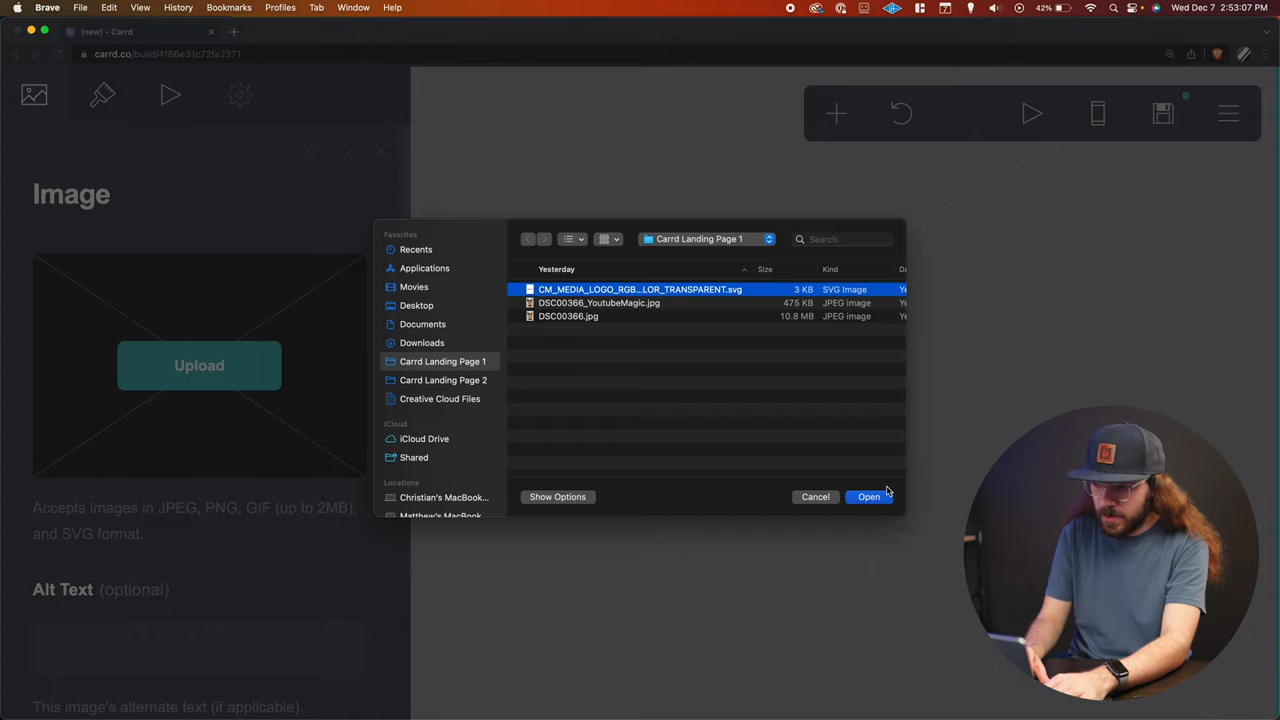 Brave File Edit View History Bookmarks Profiles Tab Window Help 42% Wed Dec 7 2:53:07 PM
(new) - Carrd
carrd.co/build/4f86e31c72fa2371
Image
Upload
Accepts images in JPEG, PNG, GIF (up to 2MB),
and SVG format.
Alt Text (optional)
This image's alternate text (if applicable).
Favorites
Recents
Applications
Movies
Desktop
Documents
Downloads
Carrd Landing Page 1
Carrd Landing Page 2
Creative Cloud Files
iCloud
iCloud Drive
Shared
Locations
Christian's MacBook...
Matthew's MacBook
Carrd Landing Page 1
Search
Yesterday Size Kind Da
CM_MEDIA_LOGO_RGB...LOR_TRANSPARENT.svg 3 KB SVG Image Ye
DSC00366_YoutubeMagic.jpg 475 KB JPEG image Ye
DSC00366.jpg 10.8 MB JPEG image Ye
Show Options Cancel Open